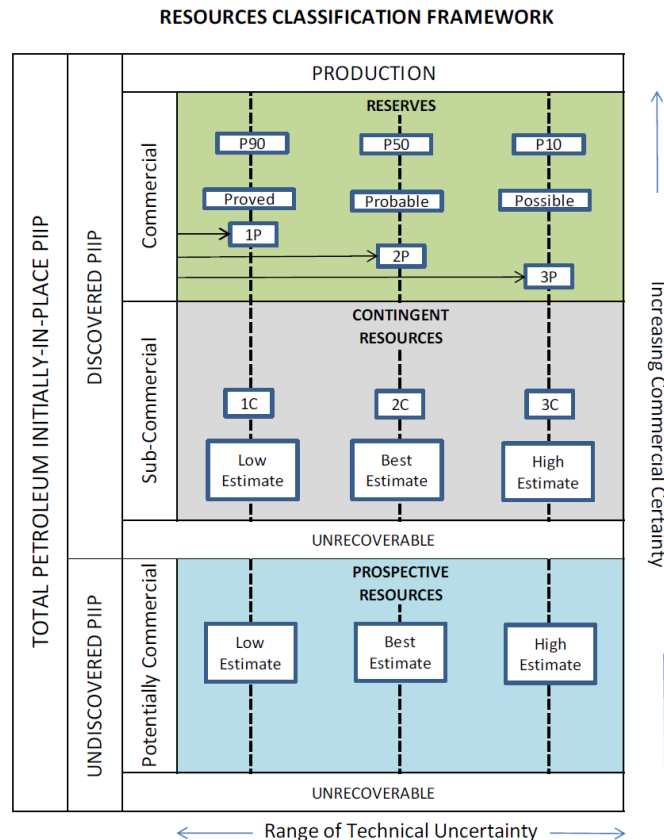 RESOURCES CLASSIFICATION FRAMEWORK
TOTAL PETROLEUM INITIALLY-IN-PLACE PIIP
DISCOVERED PIIP
PRODUCTION
Commercial
RESERVES
P90
P50
P10
Proved
Probable
Possible
1P
2P
3P
Sub-Commercial
CONTINGENT
RESOURCES
1C
2C
3C
Low
Estimate
Best
Estimate
High
Estimate
UNRECOVERABLE
UNDISCOVERED PIIP
Potentially Commercial
PROSPECTIVE
RESOURCES
Low
Estimate
Best
Estimate
High
Estimate
UNRECOVERABLE
Increasing Commercial Certainty
Range of Technical Uncertainty